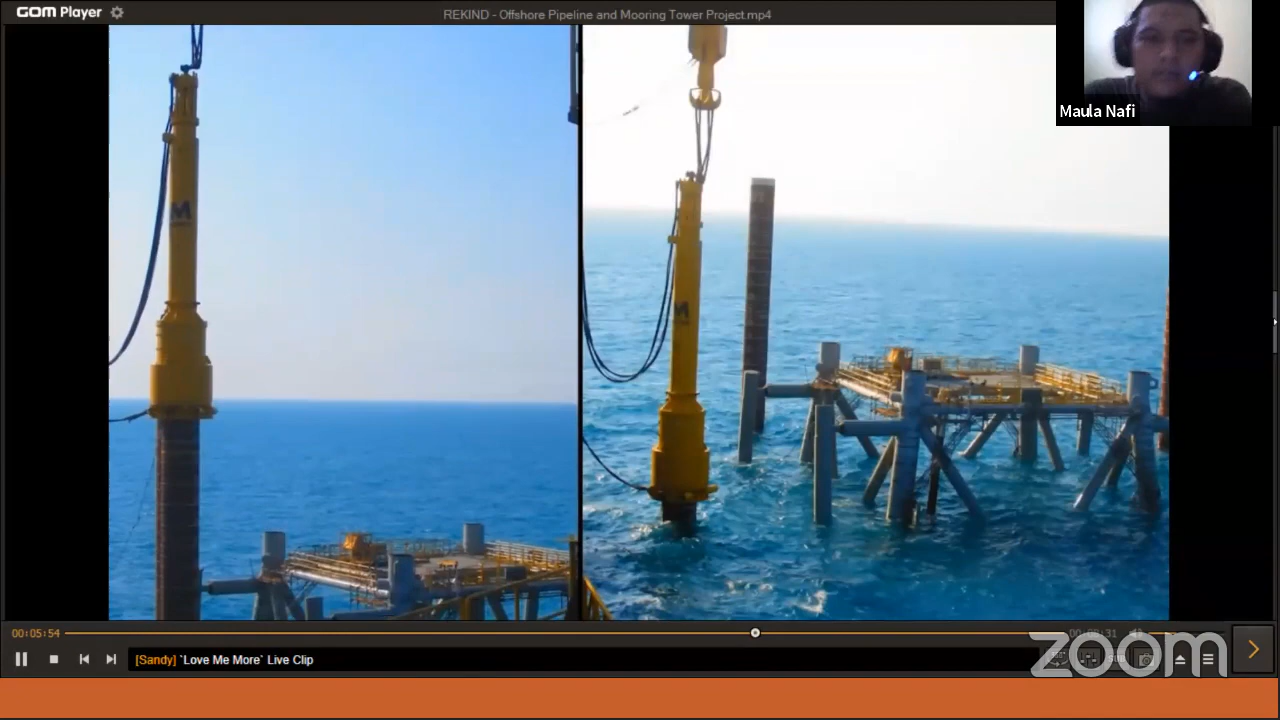 GOM Player
REKIND - Offshore Pipeline and Mooring Tower Project.mp4
Maula Nafi
M
M
00:05:54
[Sandy] `Love Me More` Live Clip
zoom